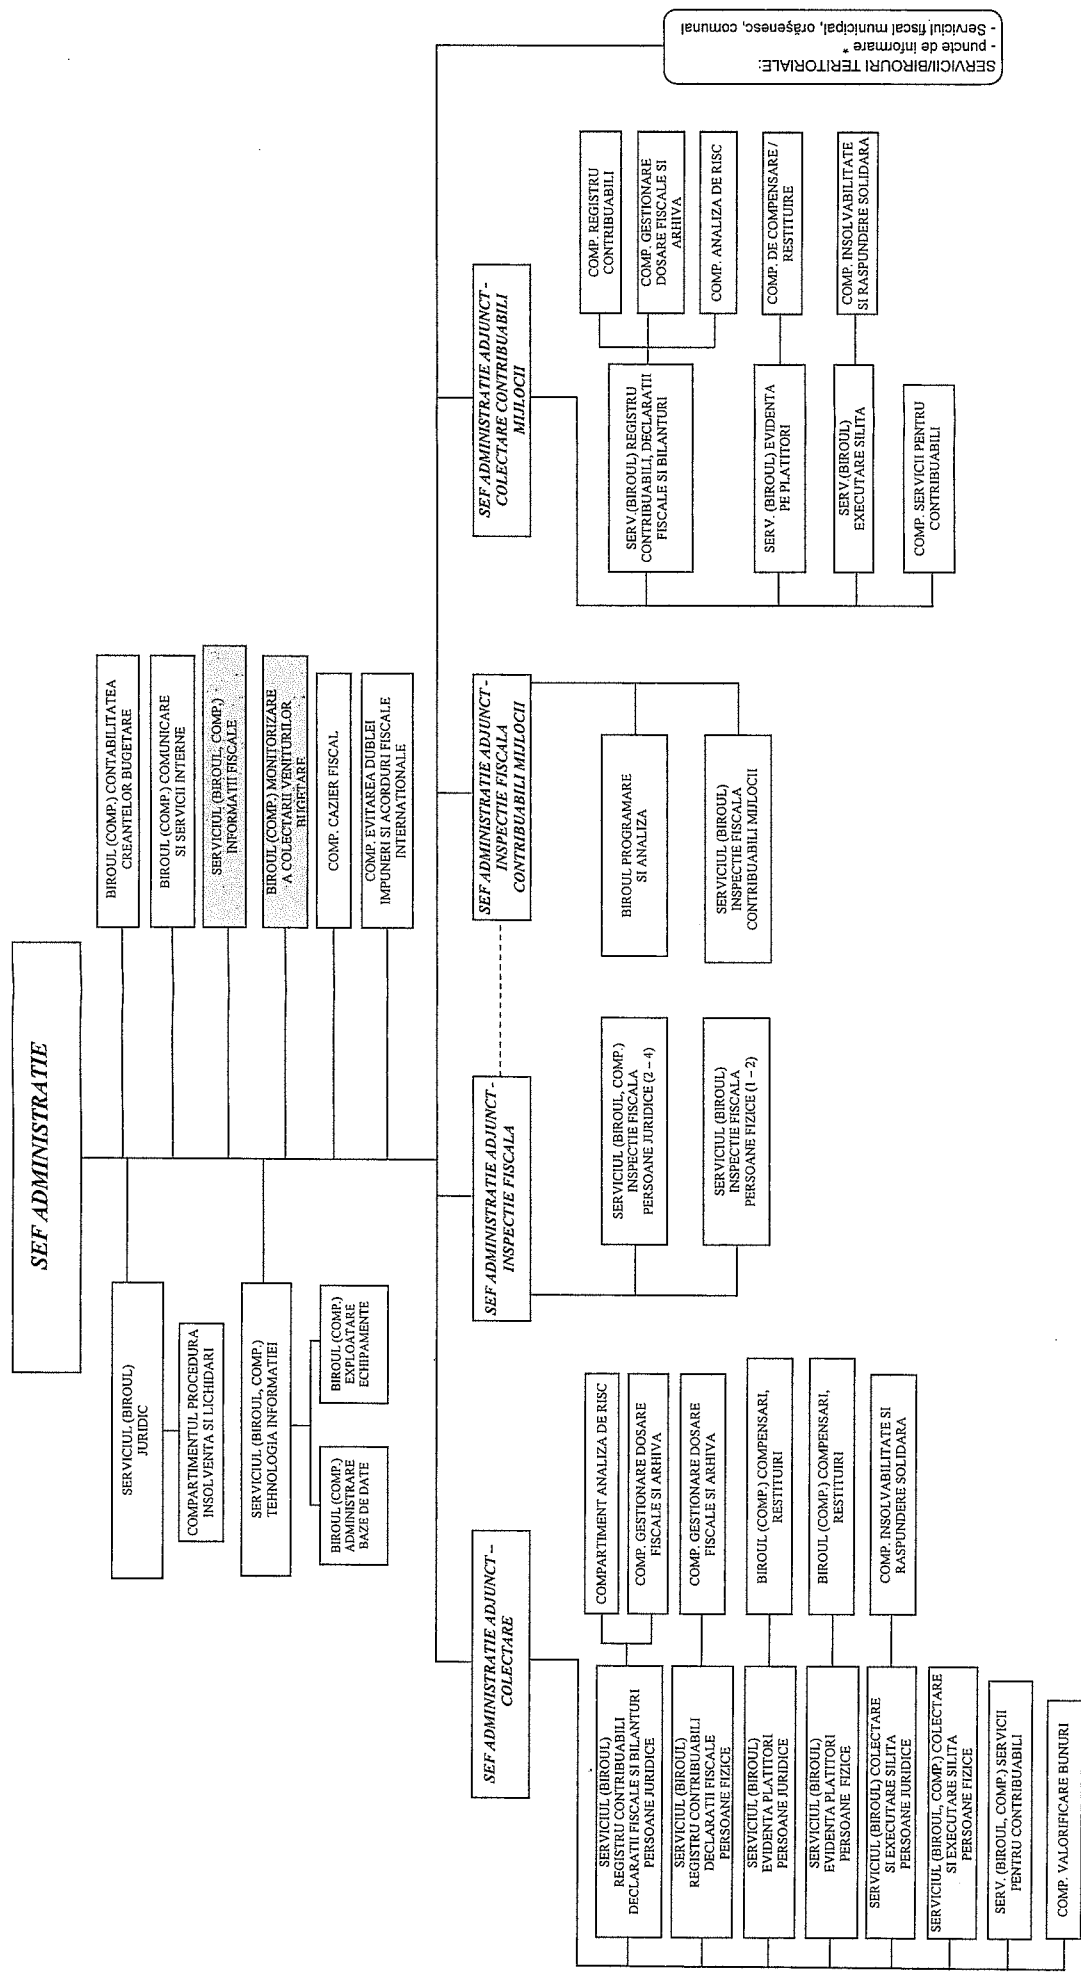 SEF ADMINISTRATIE
SERVICIUL (BIROUL)
JURIDIC
COMPARTIMENTUL PROCEDURA
INSOLVENTA SI LICHIDARI
SERVICIUL (BIROUL, COMP.)
TEHNOLOGIA INFORMATIEI
BIROUL (COMP.)
ADMINISTRARE
BAZE DE DATE
BIROUL (COMP.)
EXPLOATARE
ECHIPAMENTE
BIROUL (COMP.) CONTABILITATEA
CREANTELOR BUGETARE
BIROUL (COMP.) COMUNICARE
SI SERVICII INTERNE
SERVICIUL (BIROUL, COMP.)
INFORMATII FISCALE
BIROUL (COMP.) MONITORIZARE
A COLECTARII VENITURILOR
BUGETARE
COMP. CAZIER FISCAL
COMP. EVITAREA DUBLEI
IMPUNERI SI ACORDURI FISCALE
INTERNATIONALE
SEF ADMINISTRATIE ADJUNCT –
COLECTARE
SERVICIUL (BIROUL)
REGISTRU CONTRIBUABILI
DECLARATII FISCALE SI BILANTURI
PERSOANE JURIDICE
COMPARTIMENT ANALIZA DE RISC
COMP. GESTIONARE DOSARE
FISCALE SI ARHIVA
SERVICIUL (BIROUL)
REGISTRU CONTRIBUABILI
DECLARATII FISCALE
PERSOANE FIZICE
COMP. GESTIONARE DOSARE
FISCALE SI ARHIVA
SERVICIUL (BIROUL)
EVIDENTA PLATITORI
PERSOANE JURIDICE
BIROUL (COMP.) COMPENSARI,
RESTITUIRI
SERVICIUL (BIROUL)
EVIDENTA PLATITORI
PERSOANE FIZICE
BIROUL (COMP.) COMPENSARI,
RESTITUIRI
SERVICIUL (BIROUL) COLECTARE
SI EXECUTARE SILITA
PERSOANE JURIDICE
COMP. INSOLVABILITATE SI
RASPUNDERE SOLIDARA
SERVICIUL (BIROUL, COMP.) COLECTARE
SI EXECUTARE SILITA
PERSOANE FIZICE
SERV. (BIROUL, COMP.) SERVICII
PENTRU CONTRIBUABILI
COMP. VALORIFICARE BUNURI
SEF ADMINISTRATIE ADJUNCT -
INSPECTIE FISCALA
SERVICIUL (BIROUL, COMP.)
INSPECTIE FISCALA
PERSOANE JURIDICE (2 – 4)
SERVICIUL (BIROUL)
INSPECTIE FISCALA
PERSOANE FIZICE (1 – 2)
SEF ADMINISTRATIE ADJUNCT-
INSPECTIE FISCALA
CONTRIBUABILI MIJLOCII
BIROUL PROGRAMARE
SI ANALIZA
SERVICIUL (BIROUL)
INSPECTIE FISCALA
CONTRIBUABILI MIJLOCII
SEF ADMINISTRATIE ADJUNCT-
COLECTARE CONTRIBUABILI
MIJLOCII
SERV.(BIROUL) REGISTRU
CONTRIBUABILI, DECLARATII
FISCALE SI BILANTURI
COMP. REGISTRU
CONTRIBUABILI
COMP. GESTIONARE
DOSARE FISCALE SI
ARHIVA
COMP. ANALIZA DE RISC
SERV. (BIROUL) EVIDENTA
PE PLATITORI
COMP. DE COMPENSARE /
RESTITUIRE
SERV.(BIROUL)
EXECUTARE SILITA
COMP. INSOLVABILITATE
SI RASPUNDERE SOLIDARA
COMP. SERVICII PENTRU
CONTRIBUABILI
SERVICII/BIROURI TERITORIALE:
- puncte de informare *
- Serviciul fiscal municipal, orăşenesc, comunal